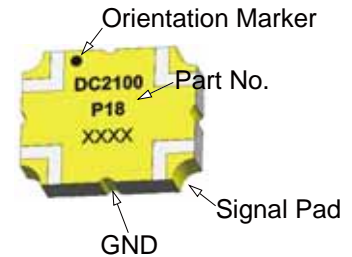 Orientation Marker
DC2100
Part No.
P18
XXXX
Signal Pad
GND